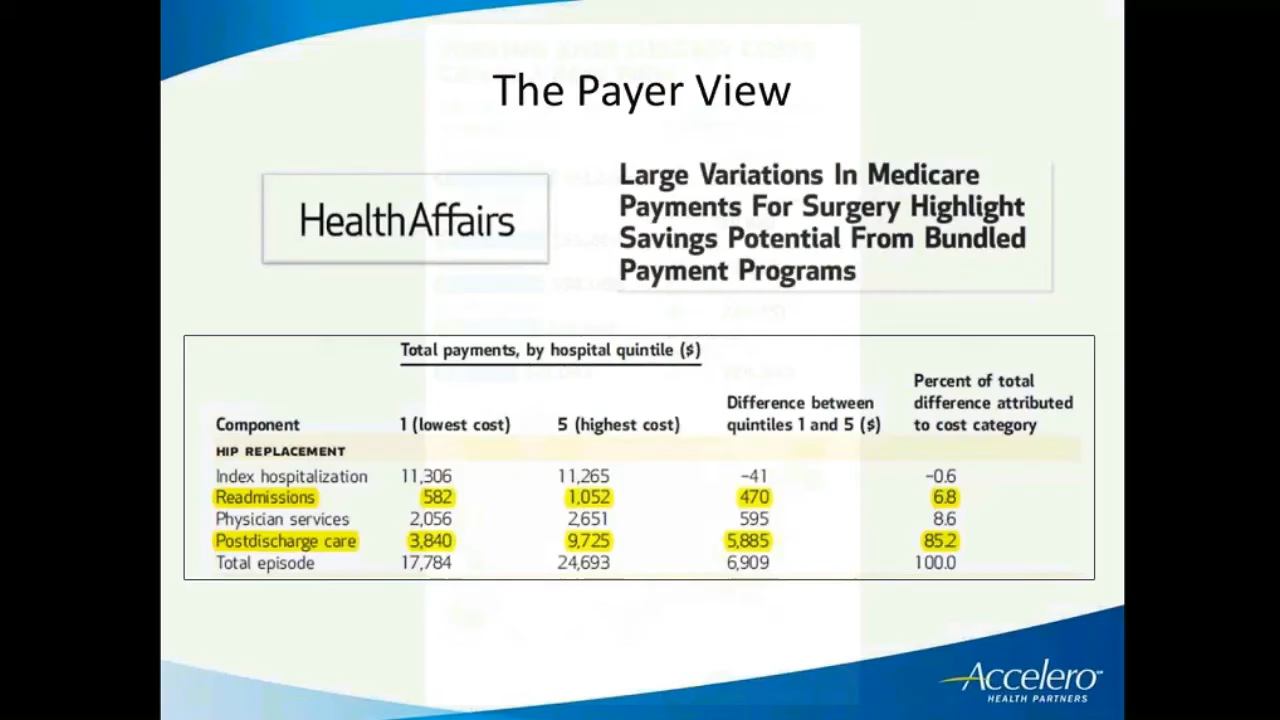 The Payer View
HealthAffairs
Large Variations In Medicare
Payments For Surgery Highlight
Savings Potential From Bundled
Payment Programs
Total payments, by hospital quintile ($)
Component 1 (lowest cost) 5 (highest cost) Difference between quintiles 1 and 5 ($) Percent of total difference attributed to cost category
HIP REPLACEMENT
Index hospitalization 11,306 11,265 −41 −0.6
Readmissions 582 1,052 470 6.8
Physician services 2,056 2,651 595 8.6
Postdischarge care 3,840 9,725 5,885 85.2
Total episode 17,784 24,693 6,909 100.0
Accelero℠
HEALTH PARTNERS